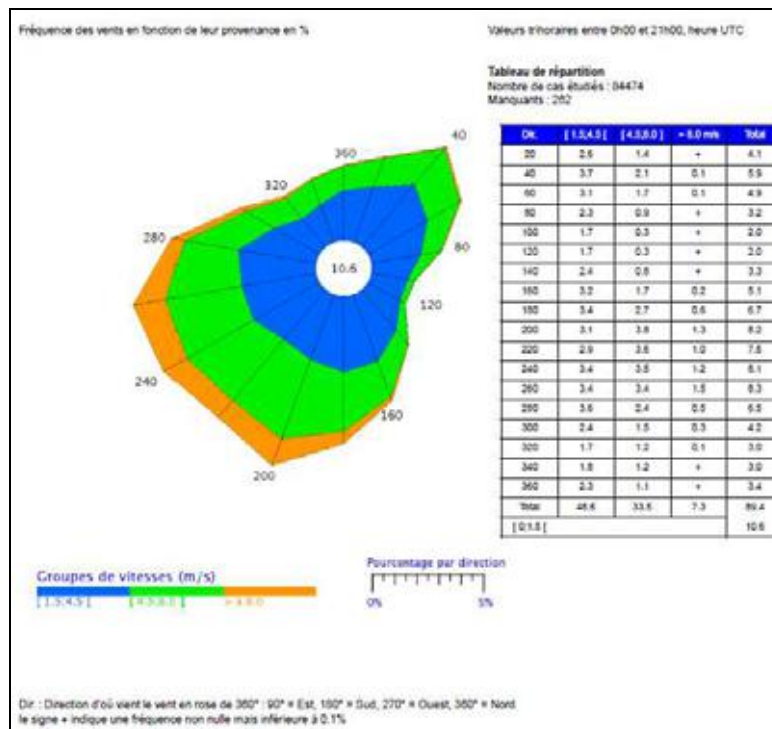 Fréquence des vents en fonction de leur provenance en %
Valeurs trihoraires entre 0h00 et 21h00, heure UTC
Tableau de répartition
Nombre de cas étudiés : 84474
Manquants : 262
40
360
320
280
80
10.6
120
240
160
200
Dir. [ 1.5;4.5 [ [ 4.5;8.0 ] > 8.0 m/s Total
20 2.6 1.4 + 4.1
40 3.7 2.1 0.1 5.9
60 3.1 1.7 0.1 4.9
80 2.3 0.9 + 3.2
100 1.7 0.3 + 2.0
120 1.7 0.3 + 2.0
140 2.4 0.8 + 3.3
160 3.2 1.7 0.2 5.1
180 3.4 2.7 0.6 6.7
200 3.1 3.8 1.3 8.2
220 2.9 3.6 1.0 7.5
240 3.4 3.5 1.2 8.1
260 3.4 3.4 1.5 8.3
280 3.6 2.4 0.5 6.5
300 2.4 1.5 0.3 4.2
320 1.7 1.2 0.1 3.0
340 1.8 1.2 + 3.0
360 2.3 1.1 + 3.4
Total 48.6 33.5 7.3 89.4
[ 0;1.5 [ 10.6
Groupes de vitesses (m/s)
[ 1.5;4.5 [ [ 4.5;8.0 ] > à 8.0
Pourcentage par direction
0% 5%
Dir. : Direction d'où vient le vent en rose de 360° : 90° = Est, 180° = Sud, 270° = Ouest, 360° = Nord
le signe + indique une fréquence non nulle mais inférieure à 0.1%